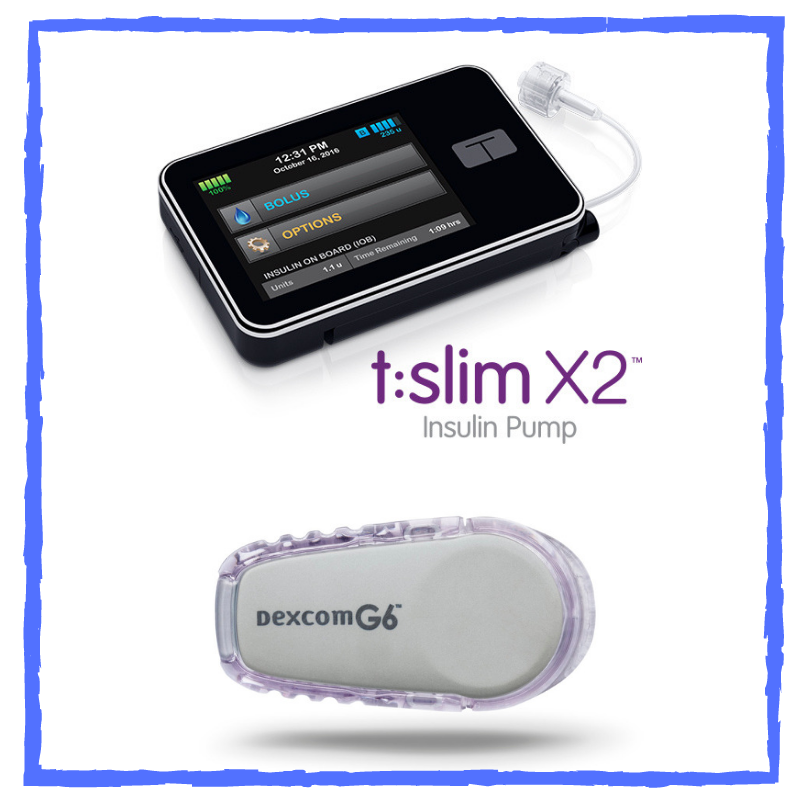 12:31 PM
October 16, 2016
100%
235 u
BOLUS
OPTIONS
INSULIN ON BOARD (IOB)
Units 1.1 u Time Remaining 1:09 hrs
T
t:slim X2™
Insulin Pump
Dexcom G6™